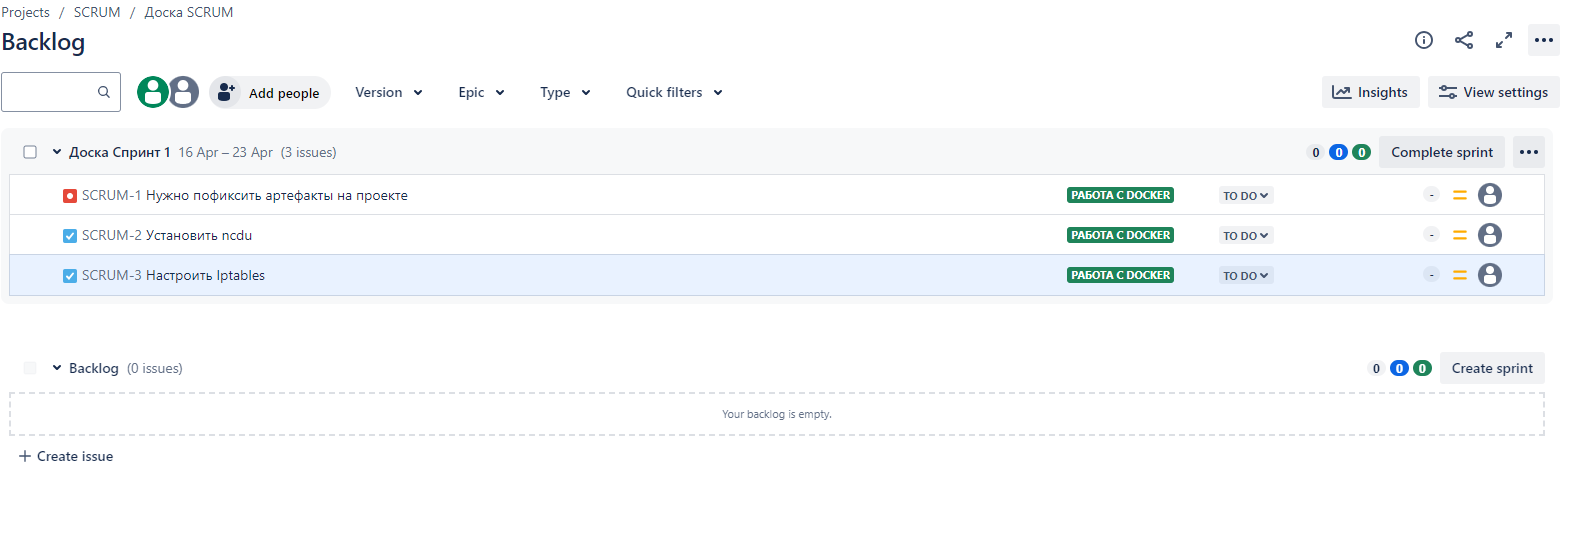 Projects / SCRUM / Доска SCRUM
Backlog
Add people Version Epic Type Quick filters Insights View settings
Доска Спринт 1 16 Apr – 23 Apr (3 issues) 0 0 0 Complete sprint
SCRUM-1 Нужно пофиксить артефакты на проекте РАБОТА С DOCKER TO DO -
SCRUM-2 Установить ncdu РАБОТА С DOCKER TO DO -
SCRUM-3 Настроить Iptables РАБОТА С DOCKER TO DO -
Backlog (0 issues) 0 0 0 Create sprint
Your backlog is empty.
+ Create issue